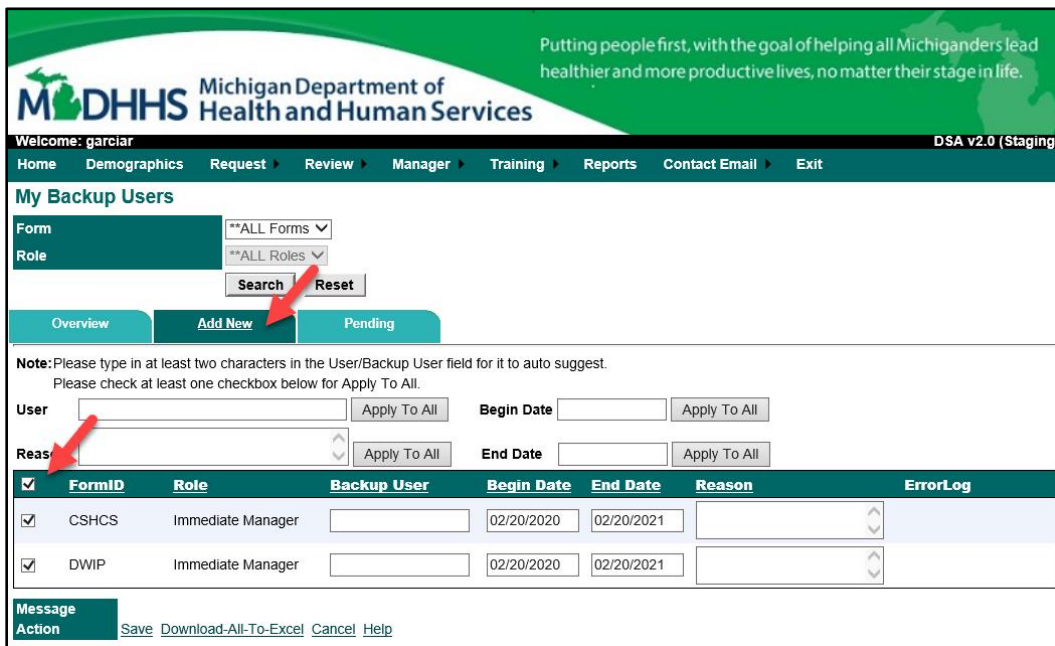 Putting people first, with the goal of helping all Michiganders lead
healthier and more productive lives, no matter their stage in life.
MDHHS Michigan Department of
Health and Human Services
Welcome: garciar DSA v2.0 (Staging
Home Demographics Request Review Manager Training Reports Contact Email Exit
My Backup Users
Form **ALL Forms
Role **ALL Roles
Search Reset
Overview Add New Pending
Note: Please type in at least two characters in the User/Backup User field for it to auto suggest.
Please check at least one checkbox below for Apply To All.
User Apply To All Begin Date Apply To All
Reas Apply To All End Date Apply To All
FormID Role Backup User Begin Date End Date Reason ErrorLog
CSHCS Immediate Manager 02/20/2020 02/20/2021
DWIP Immediate Manager 02/20/2020 02/20/2021
Message
Action Save Download-All-To-Excel Cancel Help